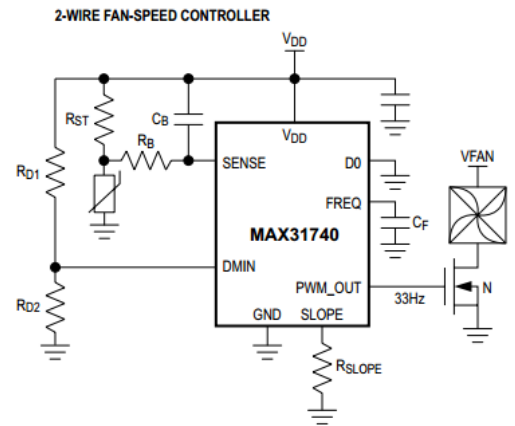 2-WIRE FAN-SPEED CONTROLLER
VDD
RST
CB
RB
RD1
VDD
SENSE
D0
VFAN
FREQ
CF
MAX31740
DMIN
PWM_OUT
33Hz
N
RD2
GND
SLOPE
RSLOPE